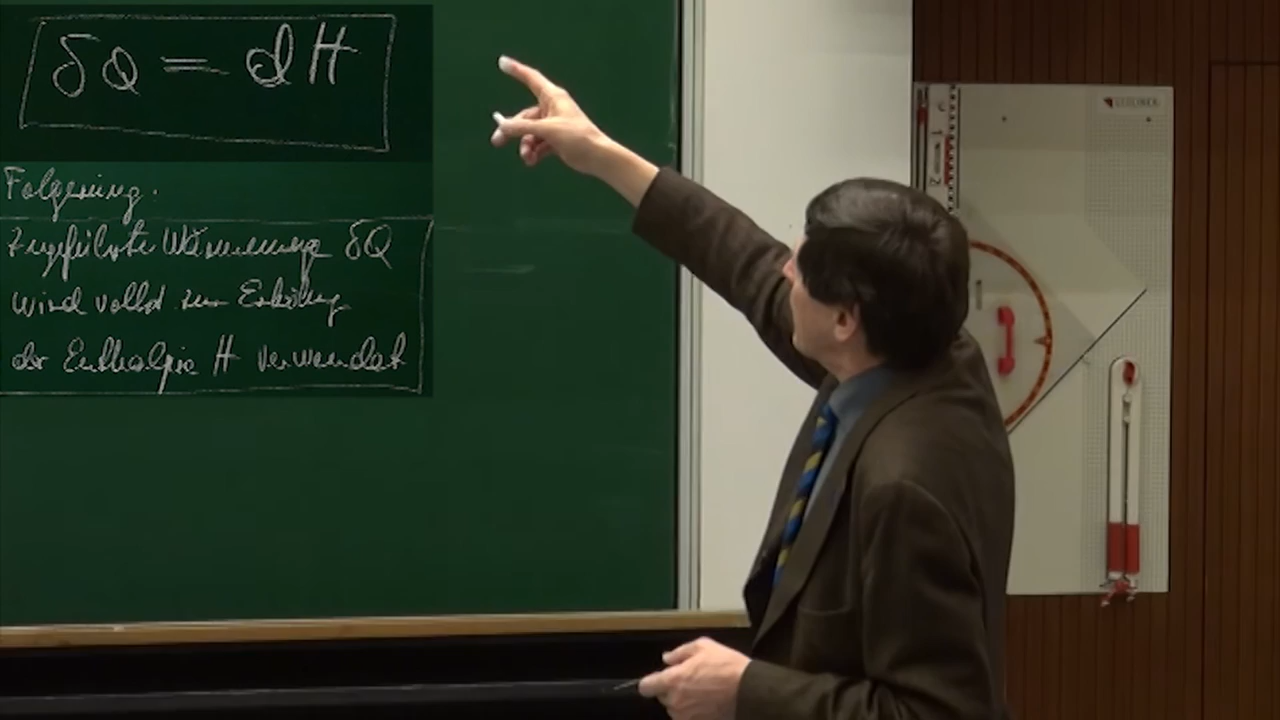 δQ = dH
Folgerung:
Zugeführte Wärmemenge δQ
wird vollst. zur Erhöhung
der Enthalpie H verwendet